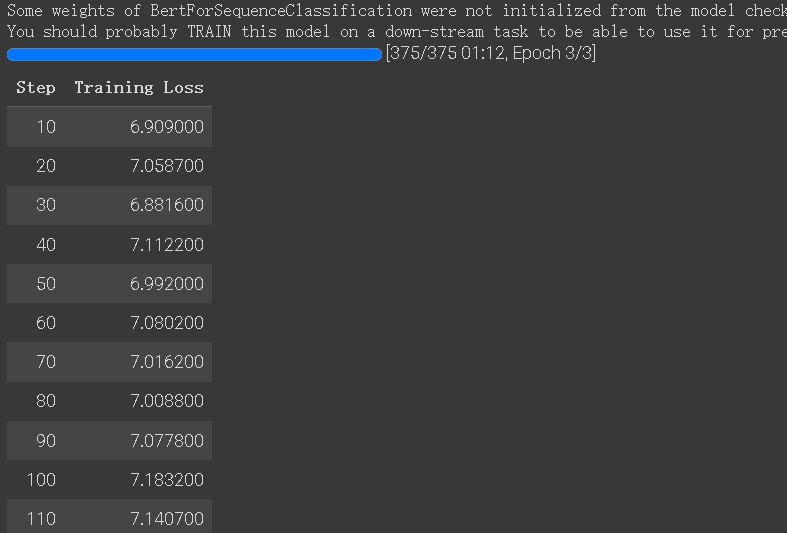 Some weights of BertForSequenceClassification were not initialized from the model check
You should probably TRAIN this model on a down-stream task to be able to use it for pre
[375/375 01:12, Epoch 3/3]
Step Training Loss
10 6.909000
20 7.058700
30 6.881600
40 7.112200
50 6.992000
60 7.080200
70 7.016200
80 7.008800
90 7.077800
100 7.183200
110 7.140700